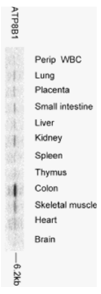 ATP8B1
Perip WBC
Lung
Placenta
Small intestine
Liver
Kidney
Spleen
Thymus
Colon
Skeletal muscle
Heart
Brain
—6.2kb